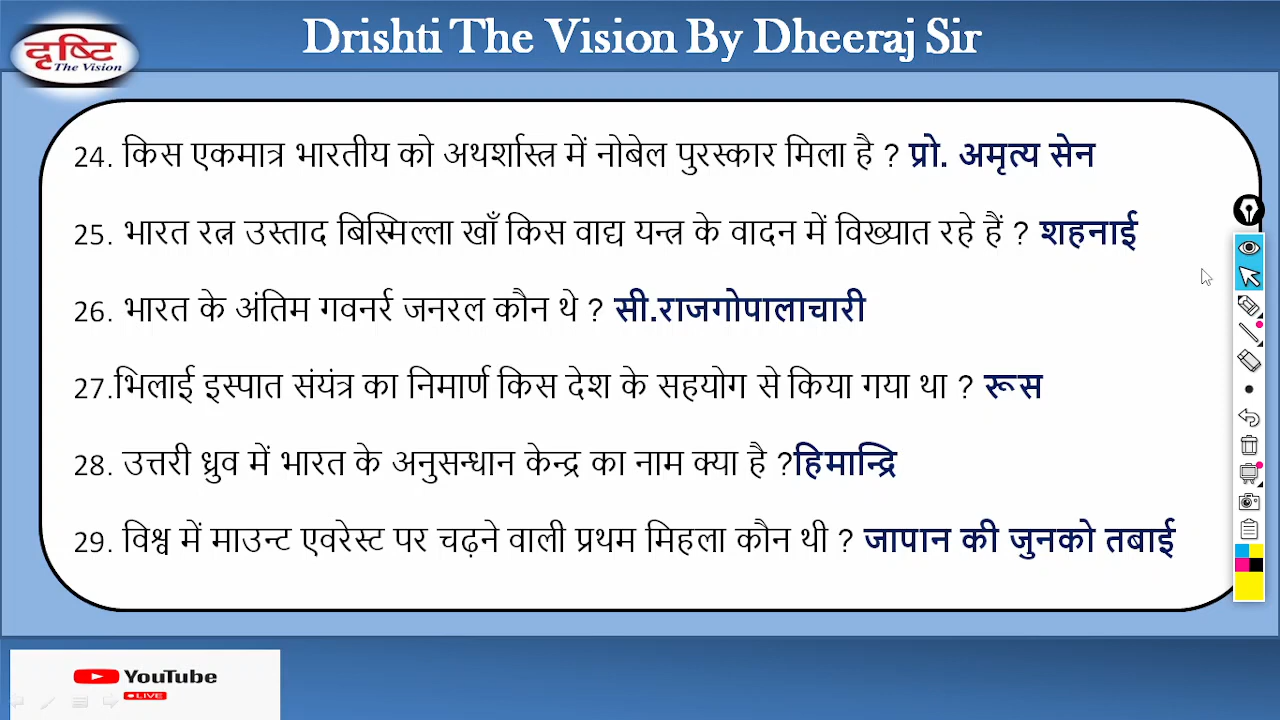 Drishti The Vision By Dheeraj Sir
दृष्टि
The Vision
24. किस एकमात्र भारतीय को अथर्शास्त्र में नोबेल पुरस्कार मिला है ? प्रो. अमृत्य सेन
25. भारत रत्न उस्ताद बिस्मिल्ला खाँ किस वाद्य यन्त्र के वादन में विख्यात रहे हैं ? शहनाई
26. भारत के अंतिम गवनर्र जनरल कौन थे ? सी.राजगोपालाचारी
27.भिलाई इस्पात संयंत्र का निमार्ण किस देश के सहयोग से किया गया था ? रूस
28. उत्तरी ध्रुव में भारत के अनुसन्धान केन्द्र का नाम क्या है ?हिमान्द्रि
29. विश्व में माउन्ट एवरेस्ट पर चढ़ने वाली प्रथम मिहला कौन थी ? जापान की जुनको तबाई
YouTube
LIVE